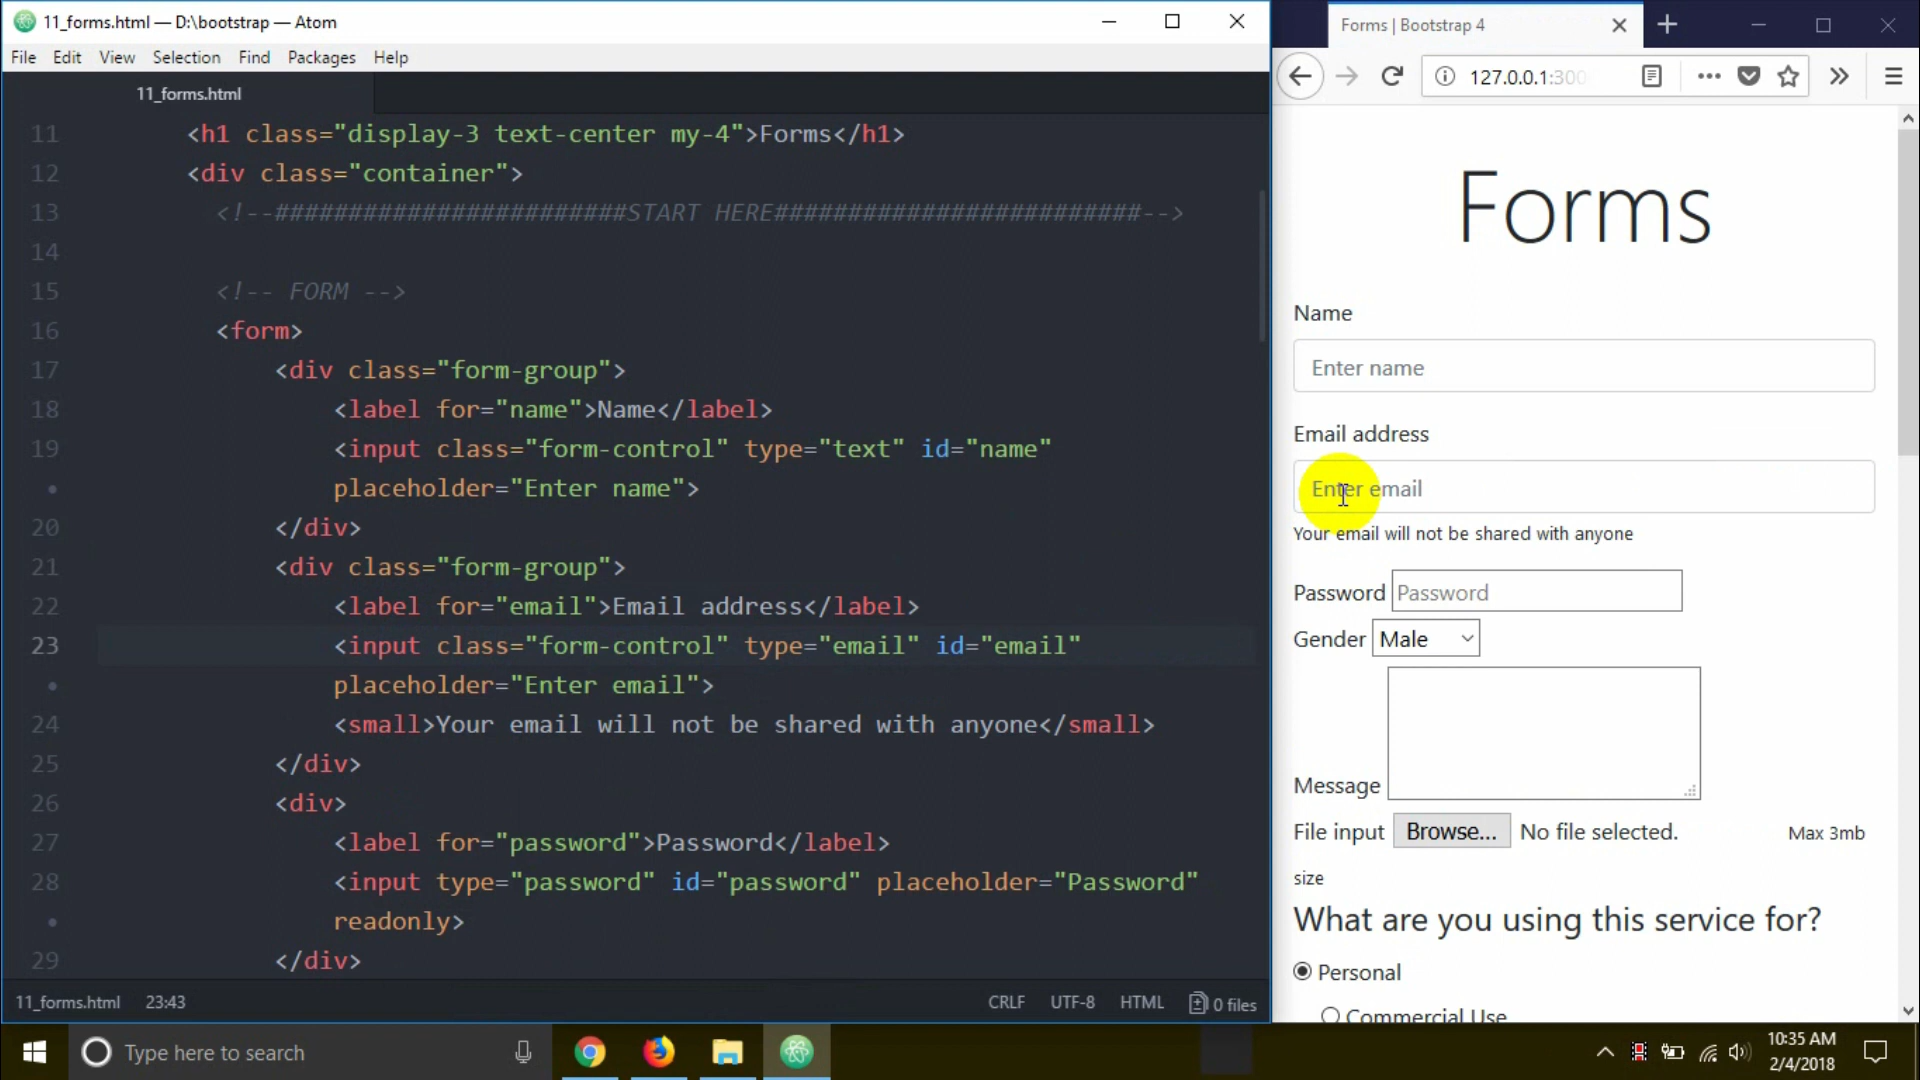 11_forms.html — D:\bootstrap — Atom
File Edit View Selection Find Packages Help
11_forms.html
11 <h1 class="display-3 text-center my-4">Forms</h1>
12 <div class="container">
13 <!--########################START HERE#########################-->
14
15 <!-- FORM -->
16 <form>
17 <div class="form-group">
18 <label for="name">Name</label>
19 <input class="form-control" type="text" id="name"
• placeholder="Enter name">
20 </div>
21 <div class="form-group">
22 <label for="email">Email address</label>
23 <input class="form-control" type="email" id="email"
• placeholder="Enter email">
24 <small>Your email will not be shared with anyone</small>
25 </div>
26 <div>
27 <label for="password">Password</label>
28 <input type="password" id="password" placeholder="Password"
• readonly>
29 </div>
11_forms.html 23:43 CRLF UTF-8 HTML 0 files
Forms | Bootstrap 4
127.0.0.1:300
Forms
Name
Enter name
Email address
Enter email
Your email will not be shared with anyone
Password Password
Gender Male
Message
File input Browse... No file selected. Max 3mb
size
What are you using this service for?
Personal
Commercial Use
Type here to search
10:35 AM
2/4/2018